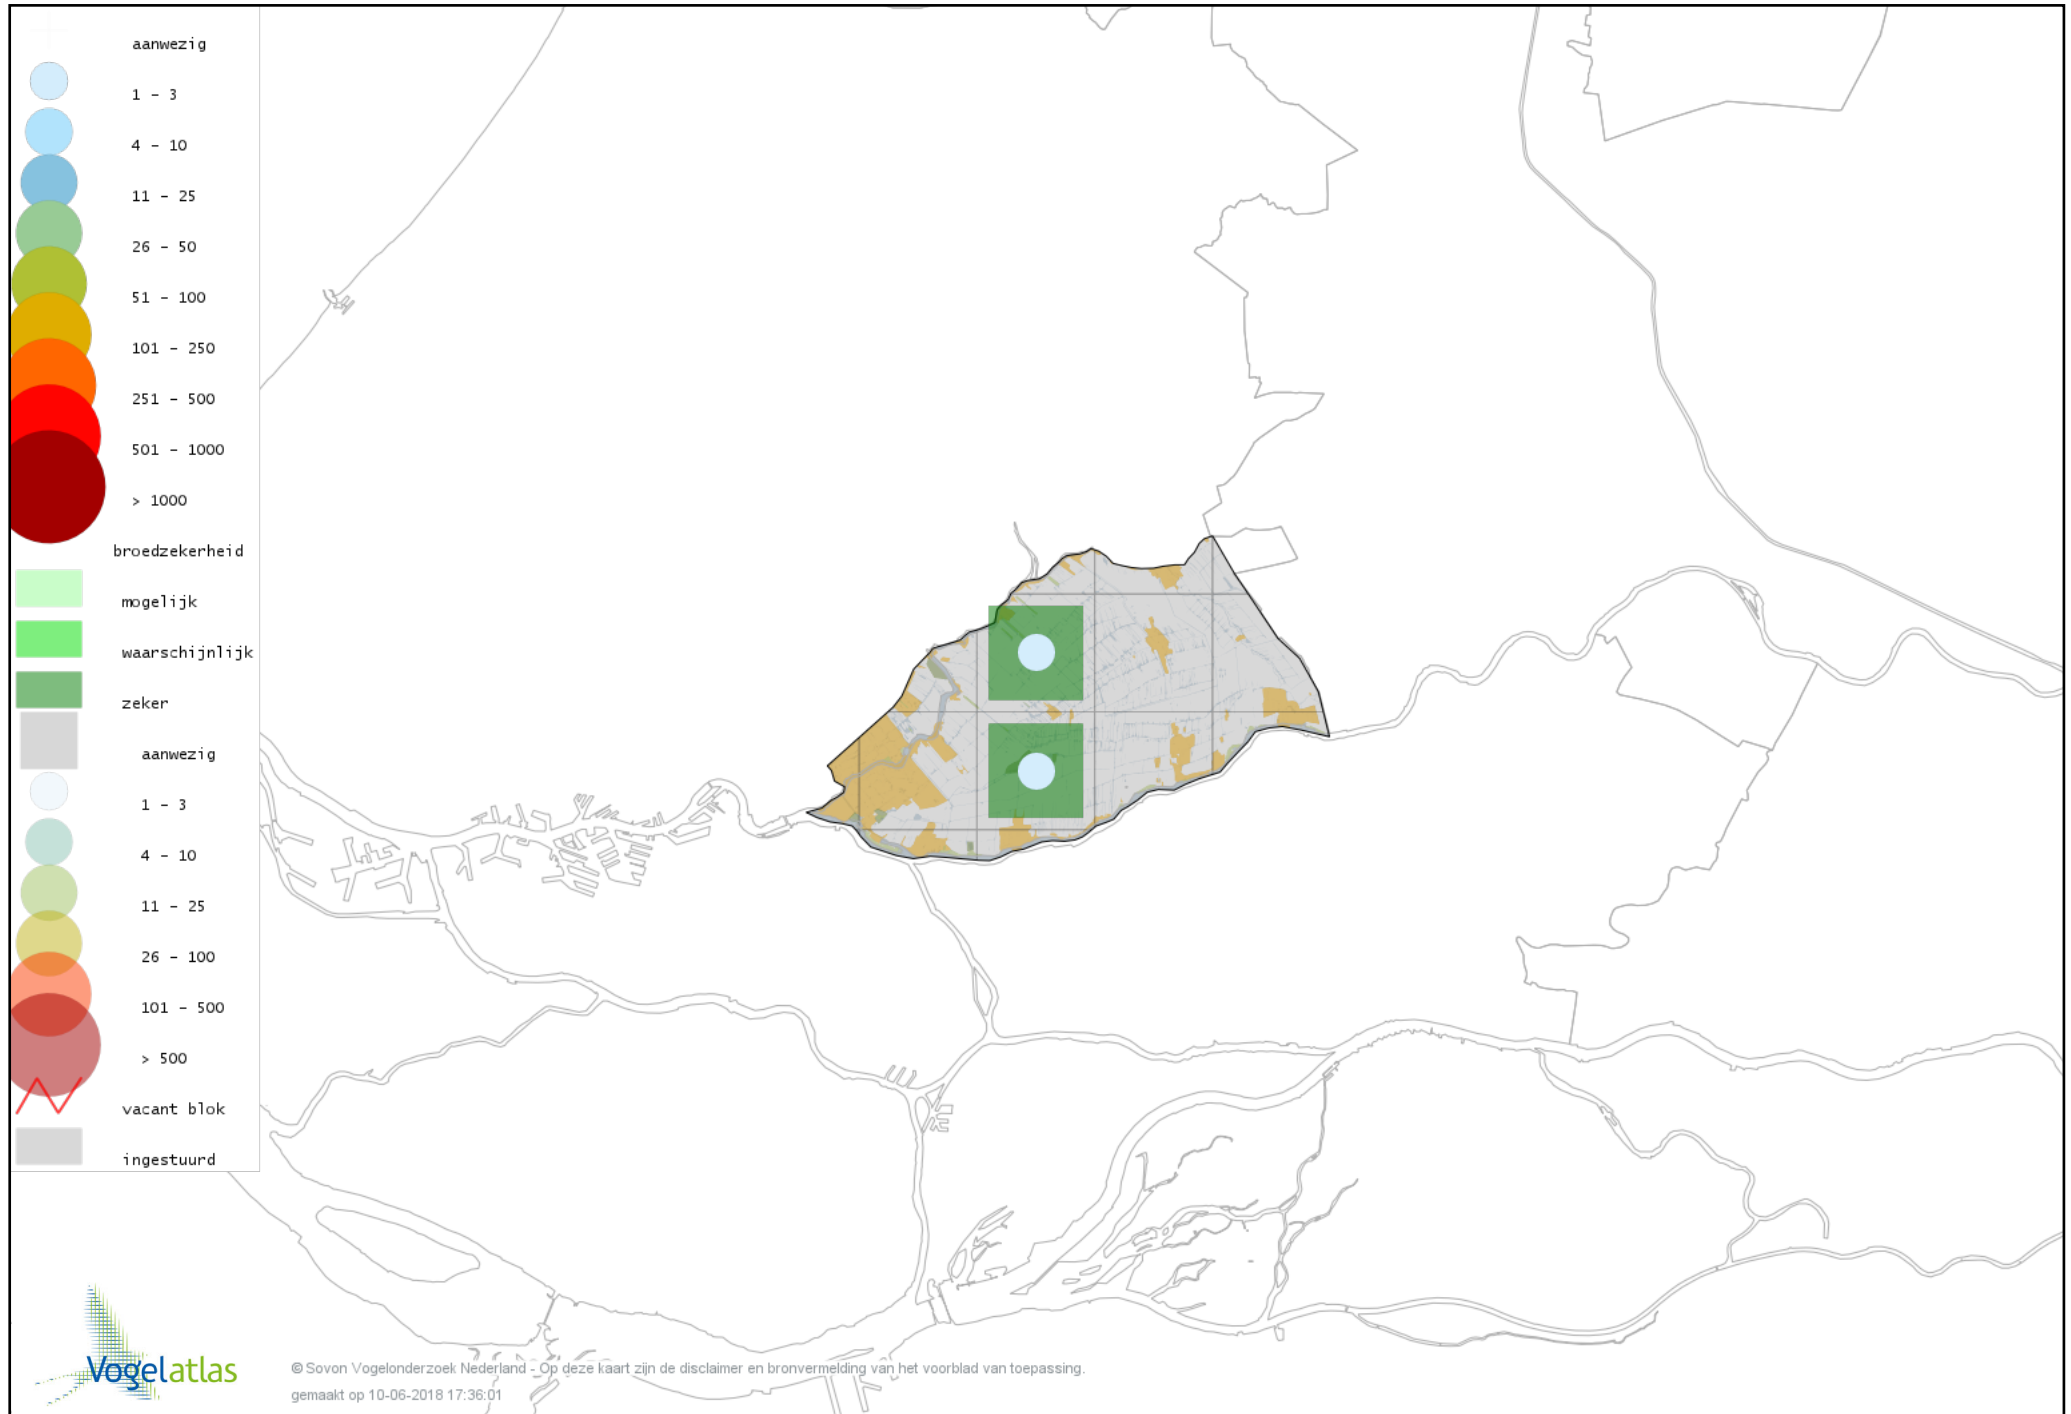 aanwezig
1 - 3
4 - 10
11 - 25
26 - 50
51 - 100
101 - 250
251 - 500
501 - 1000
> 1000
broedzekerheid
mogelijk
waarschijnlijk
zeker
aanwezig
1 - 3
4 - 10
11 - 25
26 - 100
101 - 500
> 500
vacant blok
ingestuurd
Vogelatlas
© Sovon Vogelonderzoek Nederland - Op deze kaart zijn de disclaimer en bronvermelding van het voorblad van toepassing.
gemaakt op 10-06-2018 17:36:01